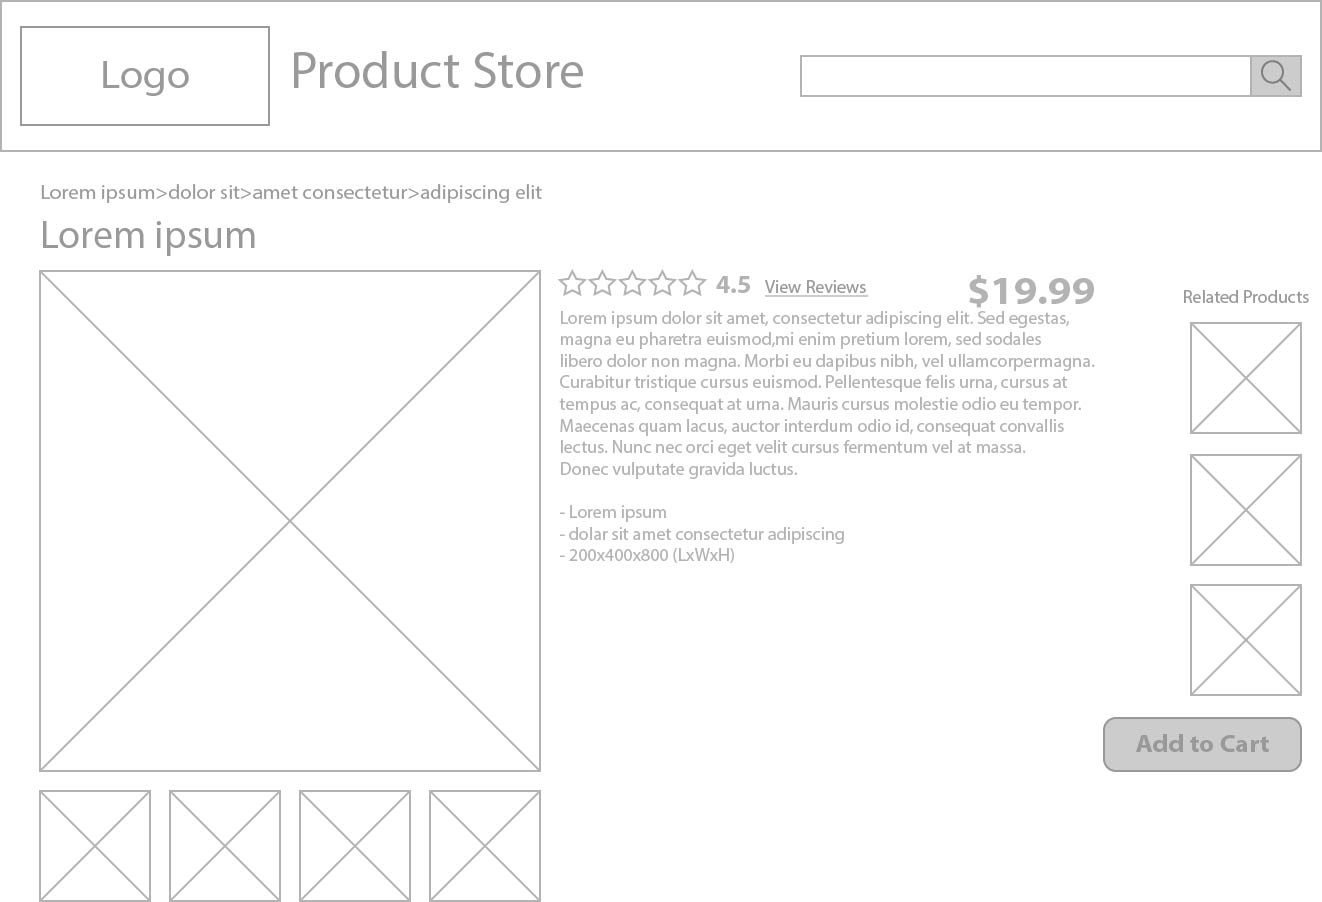 Logo
Product Store
Lorem ipsum>dolor sit>amet consectetur>adipiscing elit
Lorem ipsum
4.5 View Reviews $19.99
Lorem ipsum dolor sit amet, consectetur adipiscing elit. Sed egestas,
magna eu pharetra euismod,mi enim pretium lorem, sed sodales
libero dolor non magna. Morbi eu dapibus nibh, vel ullamcorpermagna.
Curabitur tristique cursus euismod. Pellentesque felis urna, cursus at
tempus ac, consequat at urna. Mauris cursus molestie odio eu tempor.
Maecenas quam lacus, auctor interdum odio id, consequat convallis
lectus. Nunc nec orci eget velit cursus fermentum vel at massa.
Donec vulputate gravida luctus.
- Lorem ipsum
- dolar sit amet consectetur adipiscing
- 200x400x800 (LxWxH)
Related Products
Add to Cart